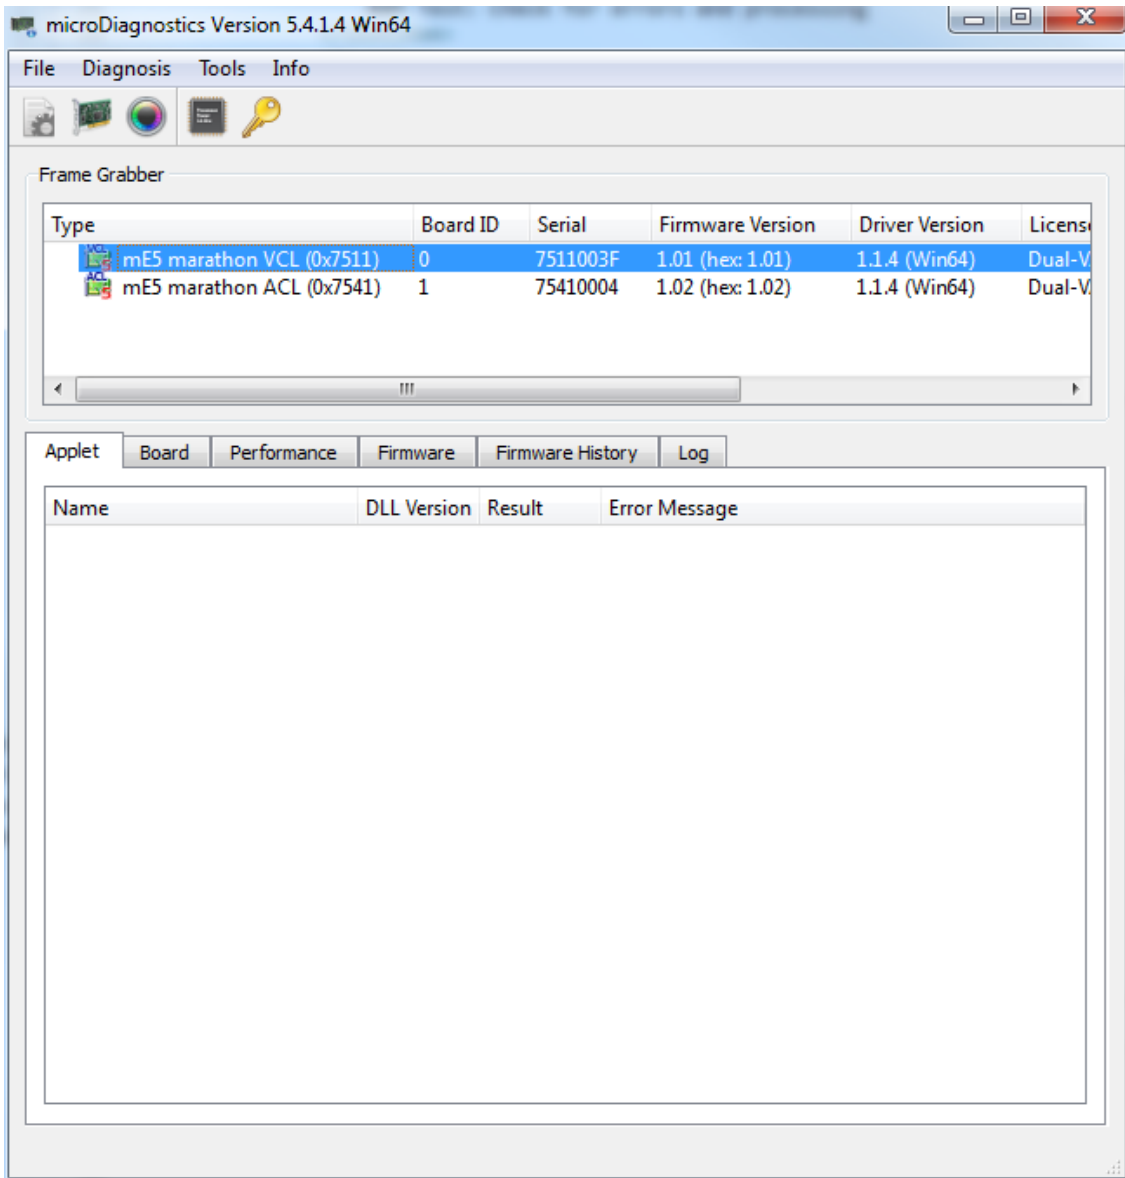 microDiagnostics Version 5.4.1.4 Win64
File Diagnosis Tools Info
Frame Grabber
Type Board ID Serial Firmware Version Driver Version License
mE5 marathon VCL (0x7511) 0 7511003F 1.01 (hex: 1.01) 1.1.4 (Win64) Dual-V
mE5 marathon ACL (0x7541) 1 75410004 1.02 (hex: 1.02) 1.1.4 (Win64) Dual-V
Applet Board Performance Firmware Firmware History Log
Name DLL Version Result Error Message